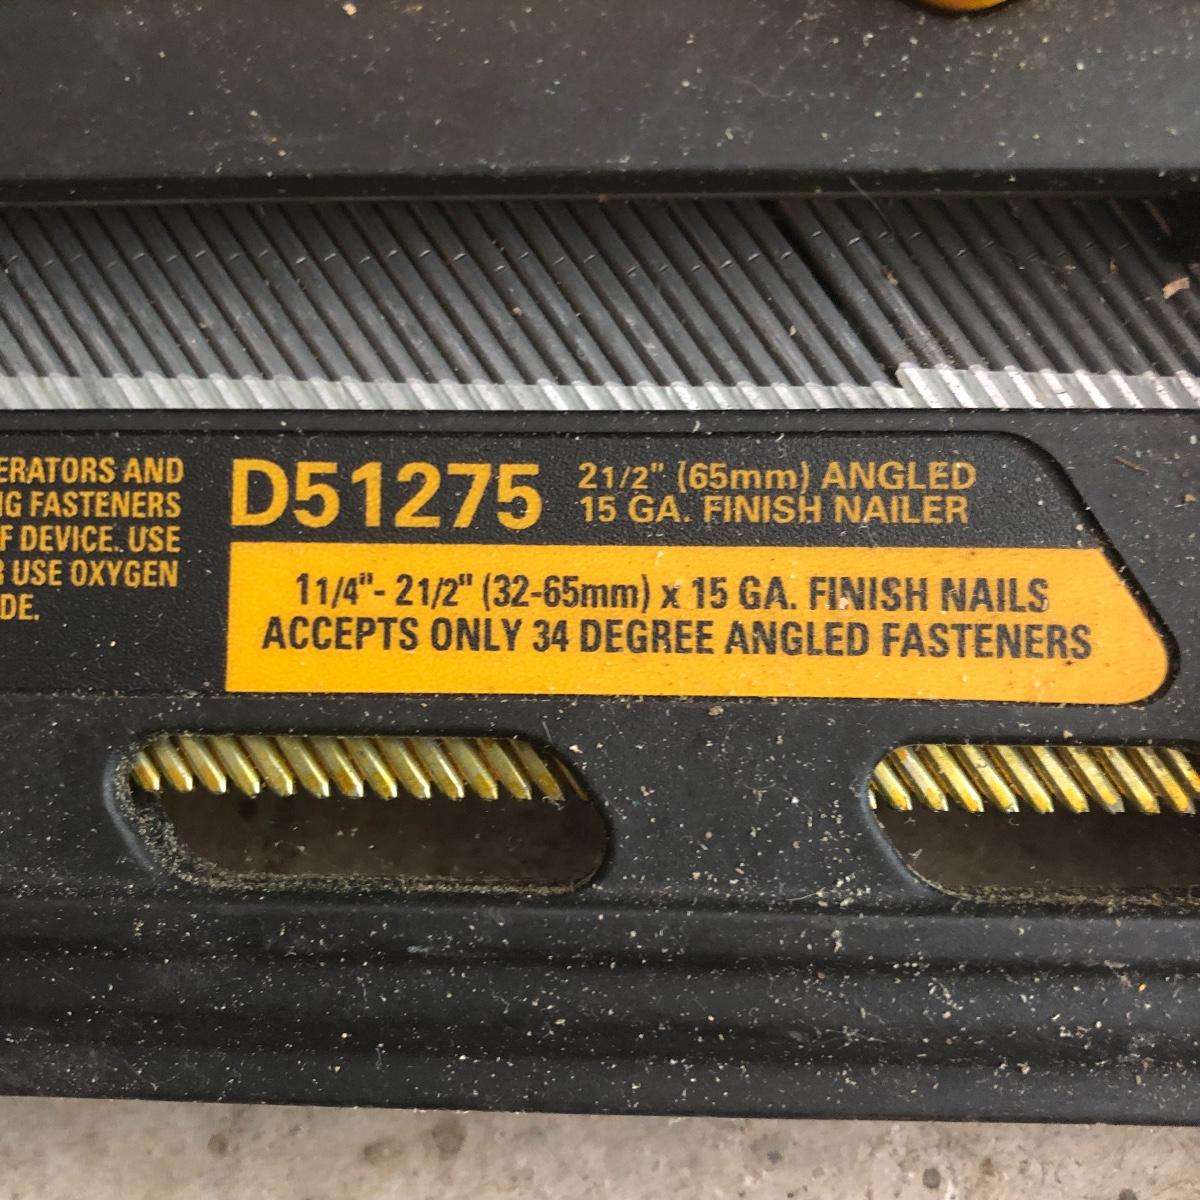 ERATORS AND
NG FASTENERS
F DEVICE. USE
R USE OXYGEN
DE.
D51275
21/2" (65mm) ANGLED
15 GA. FINISH NAILER
11/4"- 21/2" (32-65mm) x 15 GA. FINISH NAILS
ACCEPTS ONLY 34 DEGREE ANGLED FASTENERS